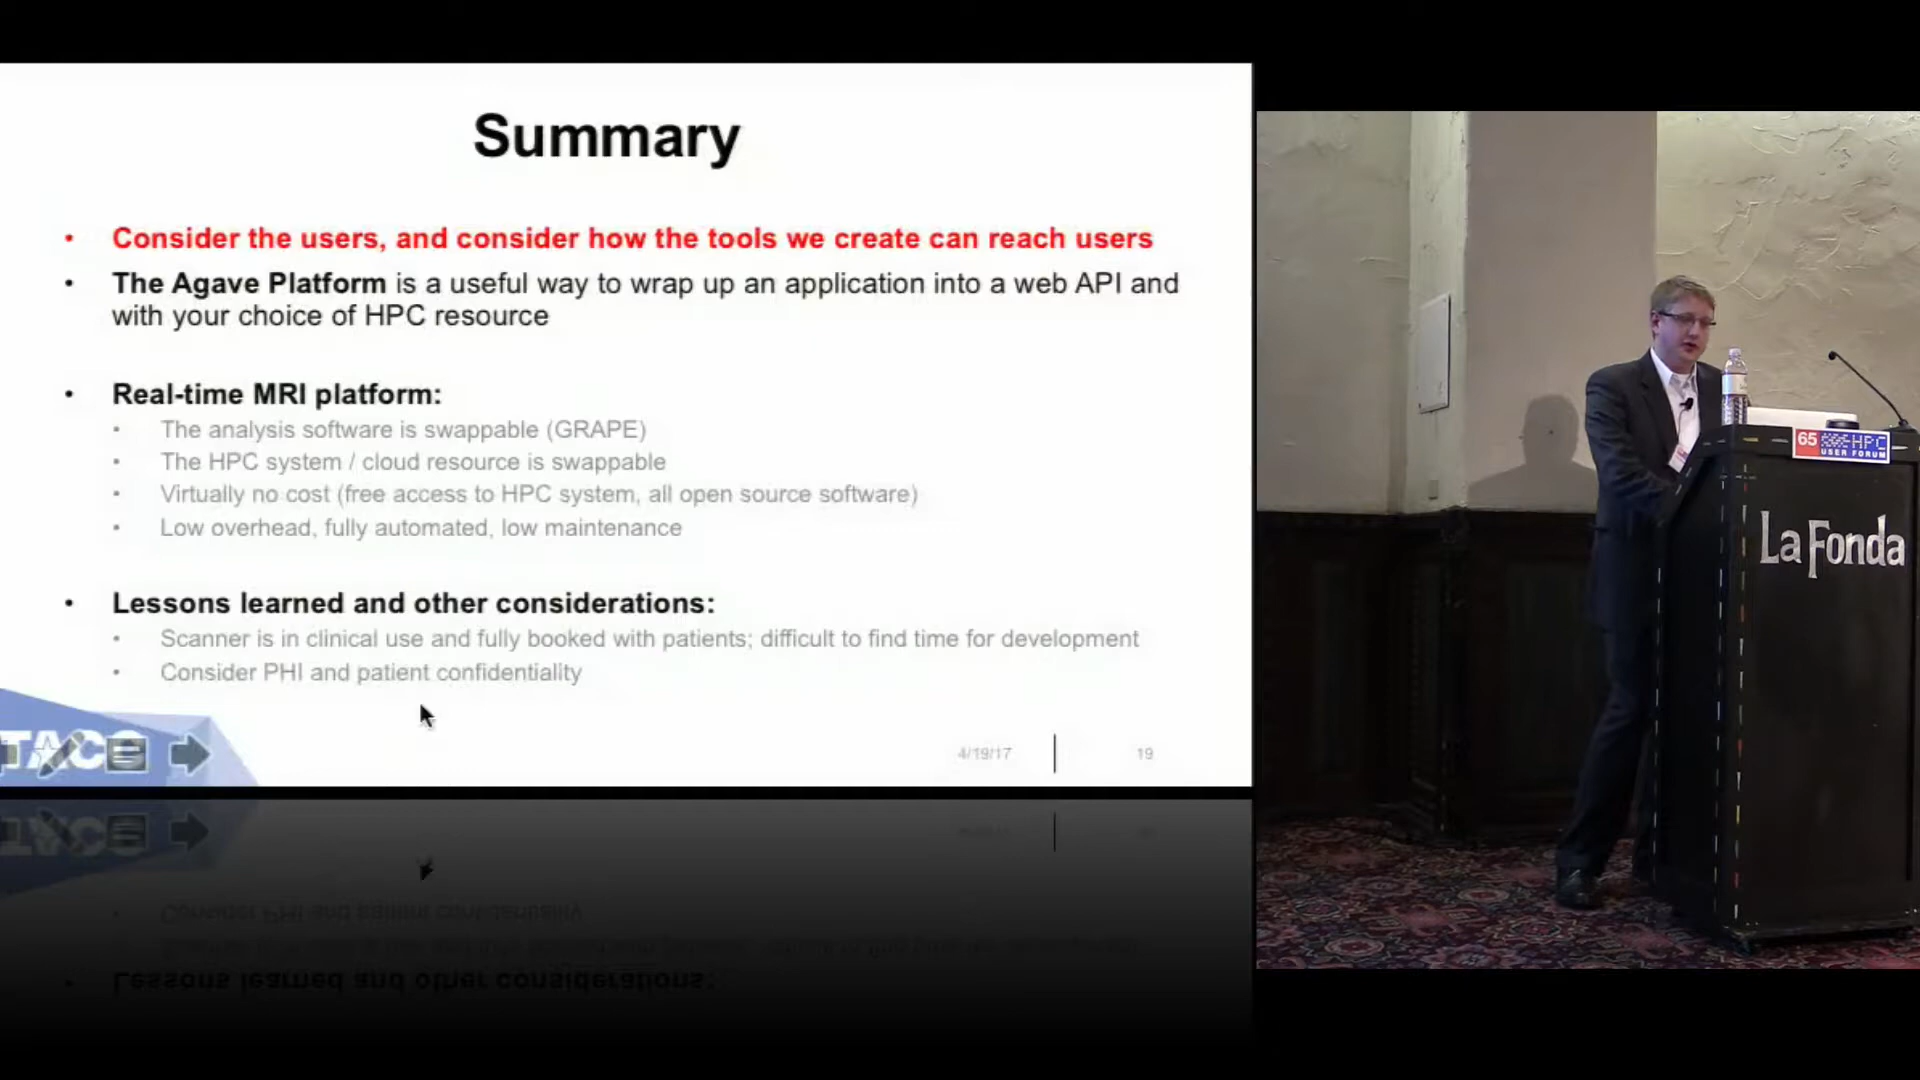 Summary
• Consider the users, and consider how the tools we create can reach users
• The Agave Platform is a useful way to wrap up an application into a web API and
with your choice of HPC resource
• Real-time MRI platform:
• The analysis software is swappable (GRAPE)
• The HPC system / cloud resource is swappable
• Virtually no cost (free access to HPC system, all open source software)
• Low overhead, fully automated, low maintenance
• Lessons learned and other considerations:
• Scanner is in clinical use and fully booked with patients; difficult to find time for development
• Consider PHI and patient confidentiality
TACC
4/19/17
19
65 HPC
USER FORUM
La Fonda